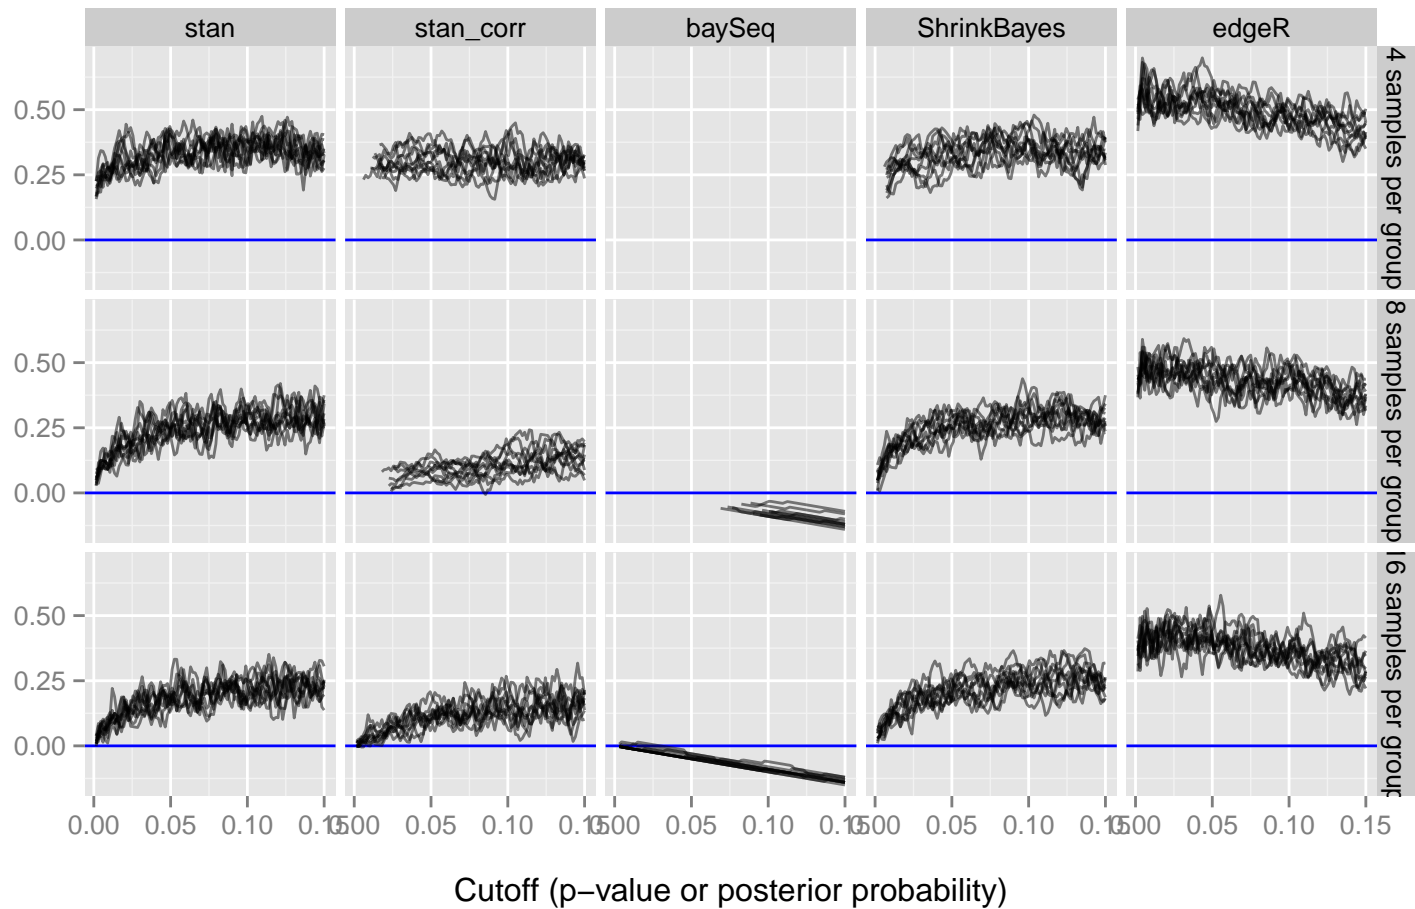 stan stan_corr baySeq ShrinkBayes edgeR
0.50
0.25
0.00
4 samples per group
0.50
0.25
0.00
8 samples per group
0.50
0.25
0.00
16 samples per group
0.00 0.05 0.10 0.15 0.00 0.05 0.10 0.15 0.00 0.05 0.10 0.15 0.00 0.05 0.10 0.15 0.00 0.05 0.10 0.15
Cutoff (p−value or posterior probability)